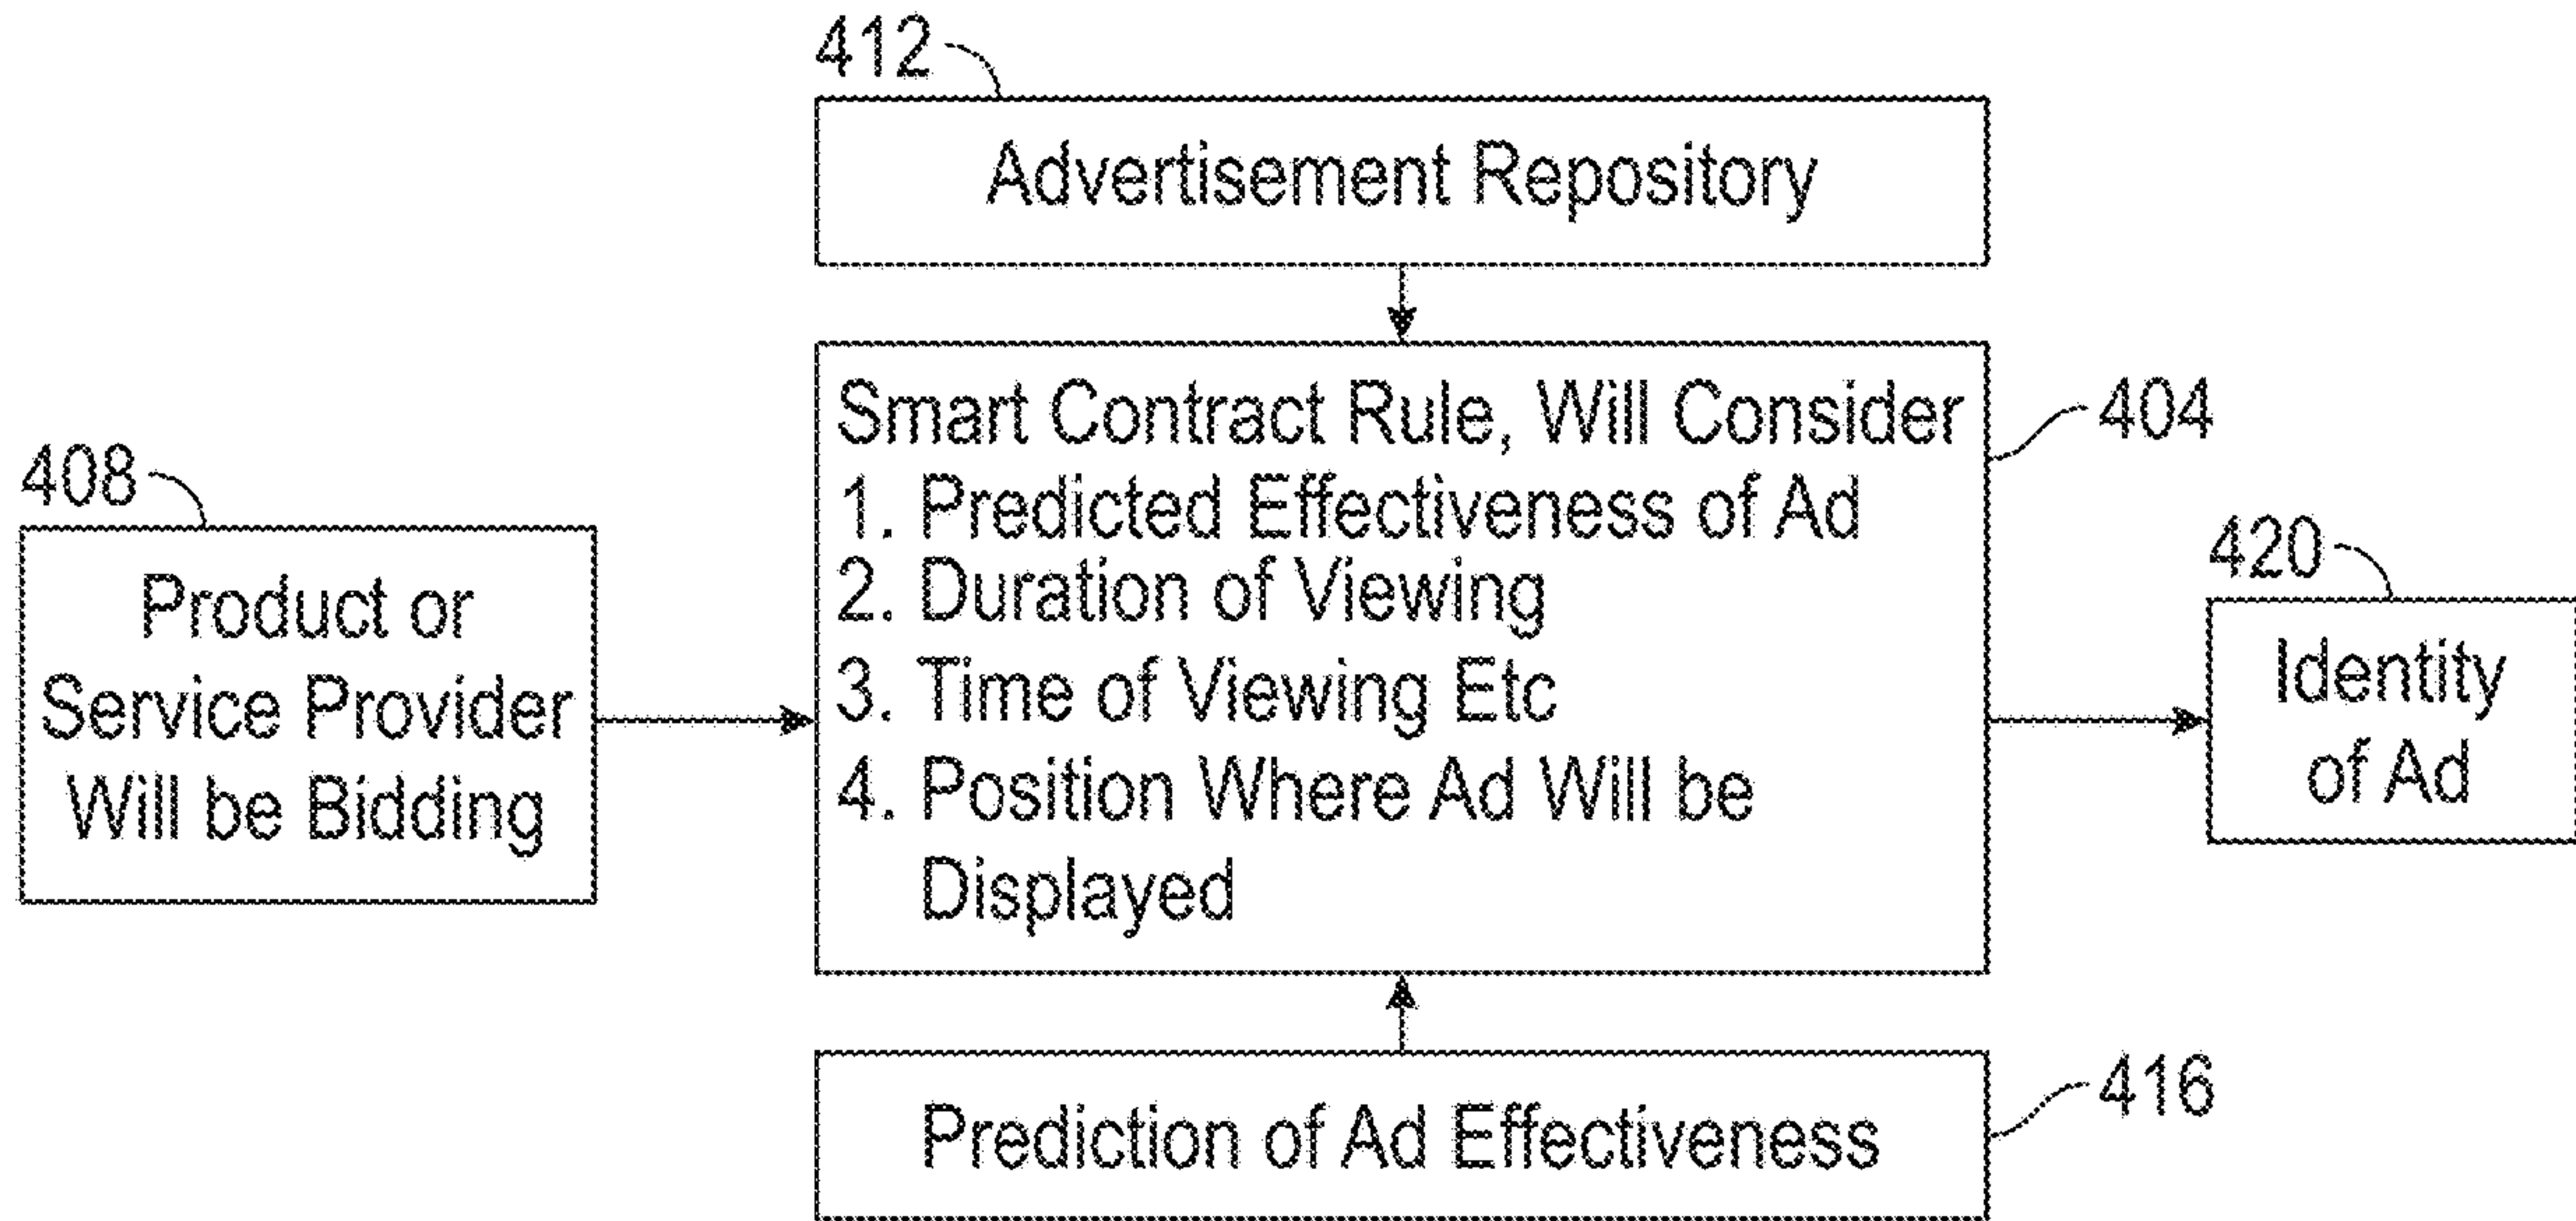 412
Advertisement Repository
Smart Contract Rule, Will Consider
1. Predicted Effectiveness of Ad
2. Duration of Viewing
3. Time of Viewing Etc
4. Position Where Ad Will be
Displayed
404
408
Product or
Service Provider
Will be Bidding
420
Identity
of Ad
Prediction of Ad Effectiveness
416